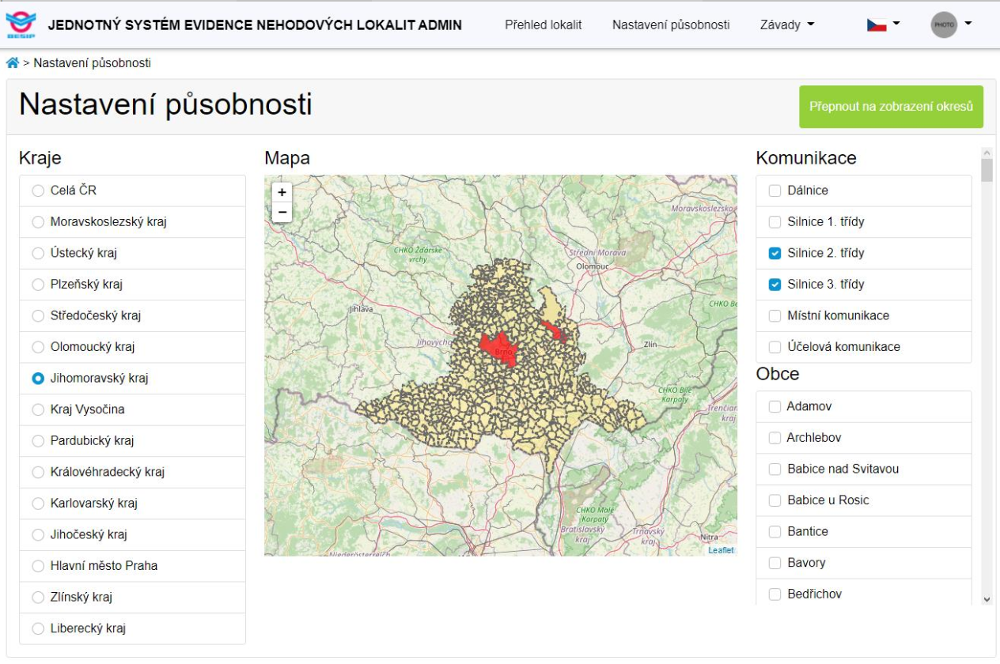 BESIP
JEDNOTNÝ SYSTÉM EVIDENCE NEHODOVÝCH LOKALIT ADMIN
Přehled lokalit
Nastavení působnosti
Závady
PHOTO
> Nastavení působnosti
Nastavení působnosti
Přepnout na zobrazení okresů
Kraje
Celá ČR
Moravskoslezský kraj
Ústecký kraj
Plzeňský kraj
Středočeský kraj
Olomoucký kraj
Jihomoravský kraj
Kraj Vysočina
Pardubický kraj
Královéhradecký kraj
Karlovarský kraj
Jihočeský kraj
Hlavní město Praha
Zlínský kraj
Liberecký kraj
Mapa
+
−
Moravskoslezsko
CHKO Žďárské
vrchy
Střední Morava
Olomouc
Jihlava
CHKO Be
Jihovýcho
Brno
Zlín
CHKO Bílé
Karpaty
Trenčian
kraj
CHKO Malé
Karpaty
Bratislavský
kraj
Trnavský
kraj
Nitra
Niederösterreich
Leaflet
Komunikace
Dálnice
Silnice 1. třídy
Silnice 2. třídy
Silnice 3. třídy
Místní komunikace
Účelová komunikace
Obce
Adamov
Archlebov
Babice nad Svitavou
Babice u Rosic
Bantice
Bavory
Bedřichov